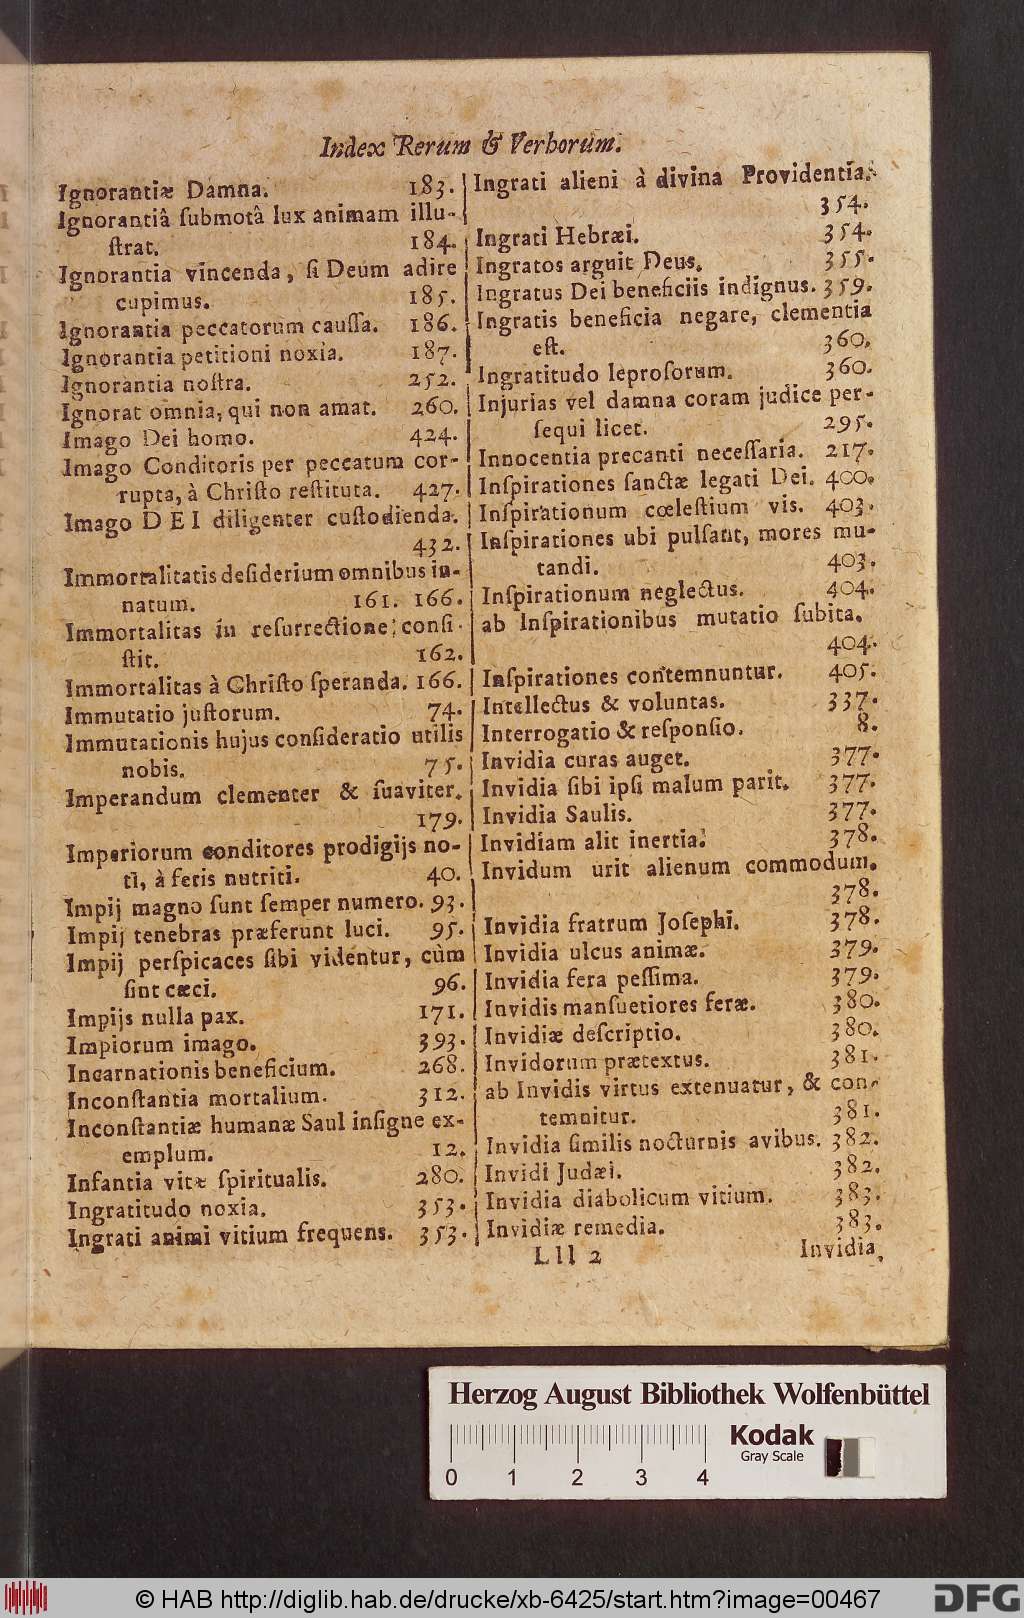 Index Rerum & Verborum.
Ignorantiæ Damna. 183.
Ignorantiâ ſubmotâ lux animam illu-
ſtrat. 184.
Ignorantia vincenda, ſi Deum adire
cupimus. 185.
Ignorantia peccatorum cauſſa. 186.
Ignorantia petitioni noxia. 187.
Ignorantia noſtra. 252.
Ignorat omnia, qui non amat. 260.
Imago Dei homo. 424.
Imago Conditoris per peccatum cor-
rupta, à Chriſto reſtituta. 427.
Imago DEI diligenter cuſtodienda.
432.
Immortalitatis deſiderium omnibus in-
natum. 161. 166.
Immortalitas in reſurrectione conſi-
ſtit. 162.
Immortalitas à Chriſto ſperanda. 166.
Immutatio juſtorum. 74.
Immutationis hujus conſideratio utilis
nobis. 75.
Imperandum clementer & ſuaviter.
179.
Imperiorum conditores prodigijs no-
ti, à feris nutriti. 40.
Impij magno ſunt ſemper numero. 93.
Impij tenebras præferunt luci. 95.
Impij perſpicaces ſibi videntur, cùm
ſint cæci. 96.
Impijs nulla pax. 171.
Impiorum imago. 393.
Incarnationis beneficium. 268.
Inconſtantia mortalium. 312.
Inconſtantiæ humanæ Saul inſigne ex-
emplum. 12.
Infantia vitæ ſpiritualis. 280.
Ingratitudo noxia. 353.
Ingrati animi vitium frequens. 353.
Ingrati alieni à divina Providentia.
354.
Ingrati Hebræi. 354.
Ingratos arguit Deus. 355.
Ingratus Dei beneficiis indignus. 359.
Ingratis beneficia negare, clementia
eſt. 360.
Ingratitudo leproſorum. 360.
Injurias vel damna coram judice per-
ſequi licet. 295.
Innocentia precanti neceſſaria. 217.
Inſpirationes ſanctæ legati Dei. 400.
Inſpirationum cœleſtium vis. 403.
Inſpirationes ubi pulſant, mores mu-
tandi. 403.
Inſpirationum neglectus. 404.
ab Inſpirationibus mutatio ſubita.
404.
Inſpirationes contemnuntur. 405.
Intellectus & voluntas. 337.
Interrogatio & reſponſio. 8.
Invidia curas auget. 377.
Invidia ſibi ipſi malum parit. 377.
Invidia Saulis. 377.
Invidiam alit inertia. 378.
Invidum urit alienum commodum.
378.
Invidia fratrum Joſephi. 378.
Invidia ulcus animæ. 379.
Invidia fera peſſima. 379.
Invidis manſuetiores feræ. 380.
Invidiæ deſcriptio. 380.
Invidorum prætextus. 381.
ab Invidis virtus extenuatur, & con-
temnitur. 381.
Invidia ſimilis nocturnis avibus. 382.
Invidi Judæi. 382.
Invidia diabolicum vitium. 383.
Invidiæ remedia. 383.
Lll 2
Invidia,
Herzog August Bibliothek Wolfenbüttel
Kodak
Gray Scale
0 1 2 3 4
© HAB http://diglib.hab.de/drucke/xb-6425/start.htm?image=00467
DFG